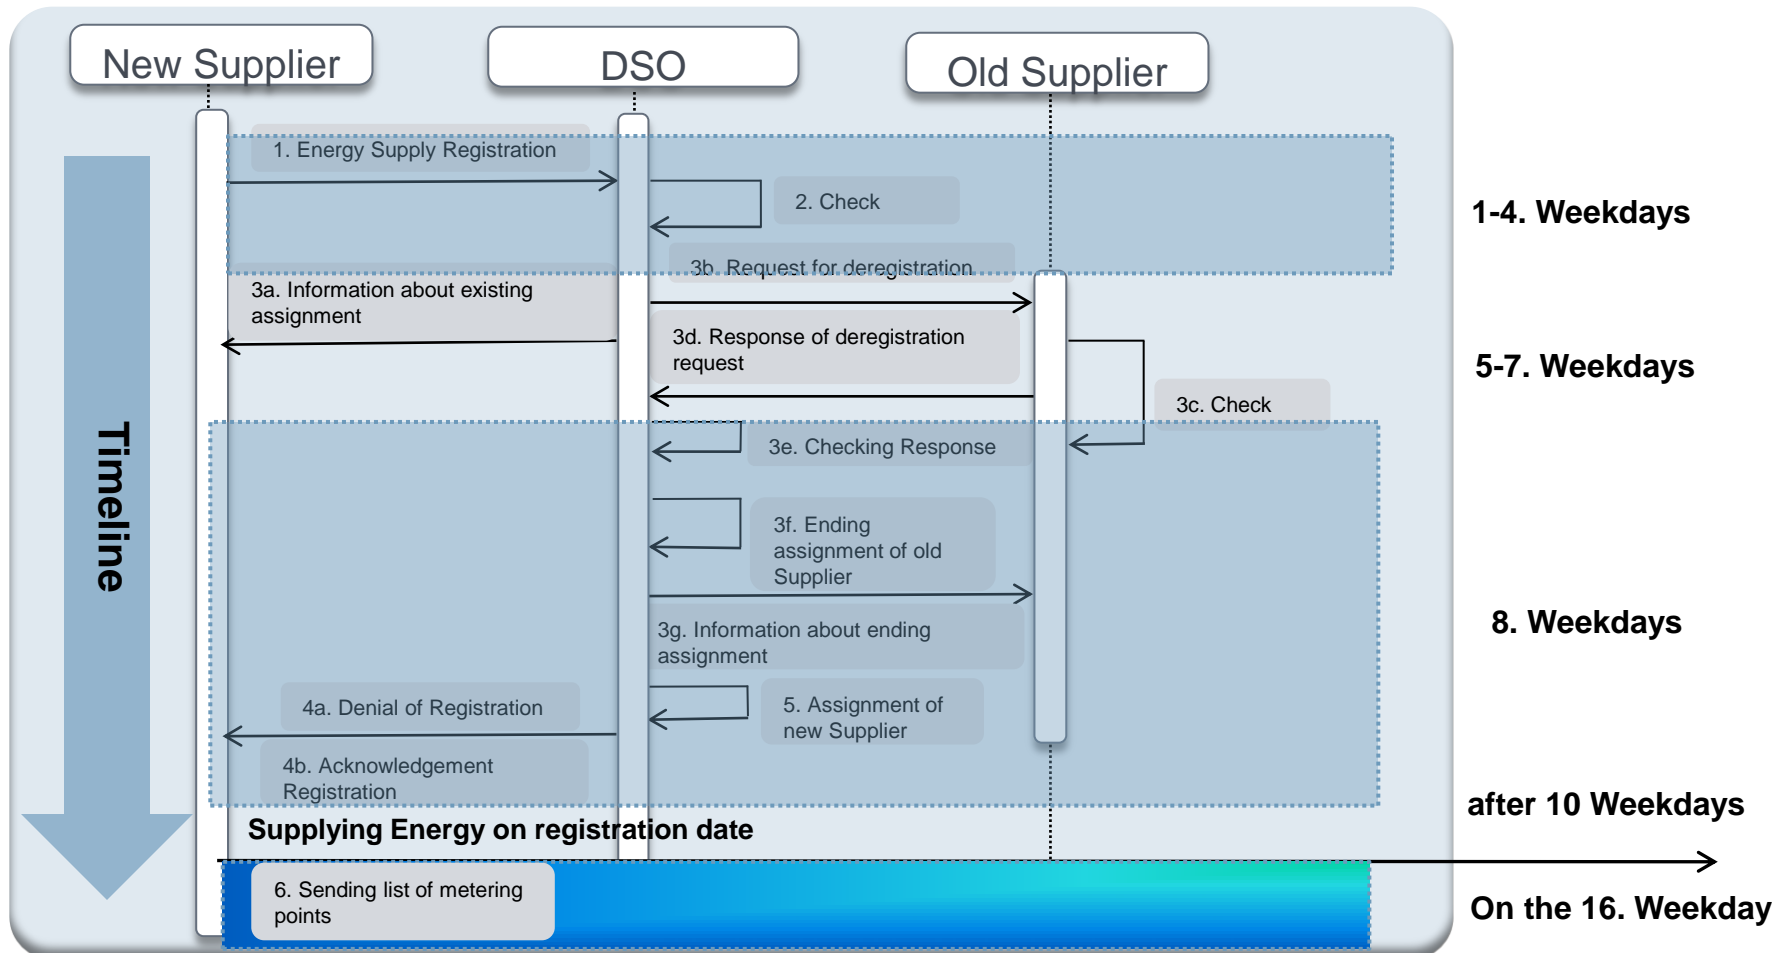 New Supplier
DSO
Old Supplier
1. Energy Supply Registration
2. Check
1-4. Weekdays
3b. Request for deregistration
3a. Information about existing
assignment
3d. Response of deregistration
request
5-7. Weekdays
3c. Check
Timeline
3e. Checking Response
3f. Ending
assignment of old
Supplier
3g. Information about ending
assignment
8. Weekdays
4a. Denial of Registration
5. Assignment of
new Supplier
4b. Acknowledgement
Registration
after 10 Weekdays
Supplying Energy on registration date
6. Sending list of metering
points
On the 16. Weekday